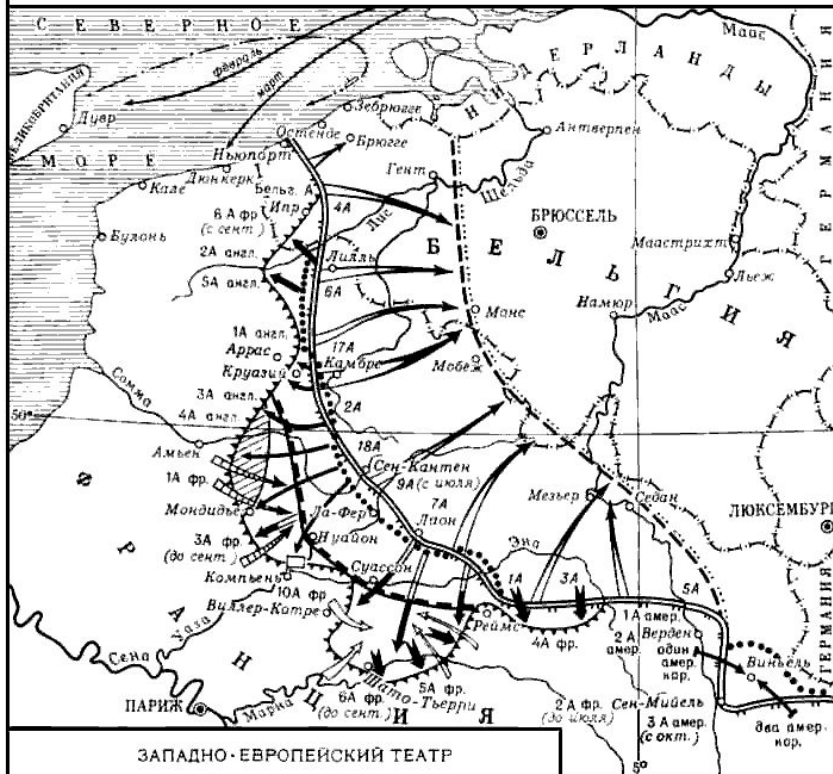 СЕВЕРНОЕ
МОРЕ
февраль
март
ВЕЛИКОБРИТАНИЯ
Дувр
НИДЕРЛАНДЫ
Маас
ГЕРМАНИЯ
Зебрюгге
Остенде
Брюгге
Антверпен
Ньюпорт
Гент
Шельда
Кале
Дюнкерк
Бельг. А
Ипр
4А
Лис
БРЮССЕЛЬ
6А фр.
(с сент.)
Булонь
2А англ.
Лилль
БЕЛЬГИЯ
Маастрихт
5А англ.
6А
Льеж
Намюр
Маас
1А англ.
17А
Монс
Аррас
Камбре
Круазий
Мобеж
Сомма
3А англ.
2А
50°
4А англ.
18А
Амьен
Сен-Кантен
9А (с июля)
1А фр.
7А
Мезьер
Седан
Мондидье
Ла-Фер
Лаон
ЛЮКСЕМБУРГ
3А фр.
(до сент.)
Нуайон
Эна
Компьень
Суассон
1А
3А
5А
ГЕРМАНИЯ
10А фр.
Виллер-Котре
Реймс
1А амер.
Уаза
4А фр.
2А
амер.
Верден
один
амер.
кор.
Виньель
Сена
ФРАНЦИЯ
Шато-Тьерри
ПАРИЖ
Марна
6А фр.
(до сент.)
5А фр.
2А фр.
(до июля)
Сен-Мийель
3А амер.
(с окт.)
два амер.
кор.
5°
ЗАПАДНО-ЕВРОПЕЙСКИЙ ТЕАТР